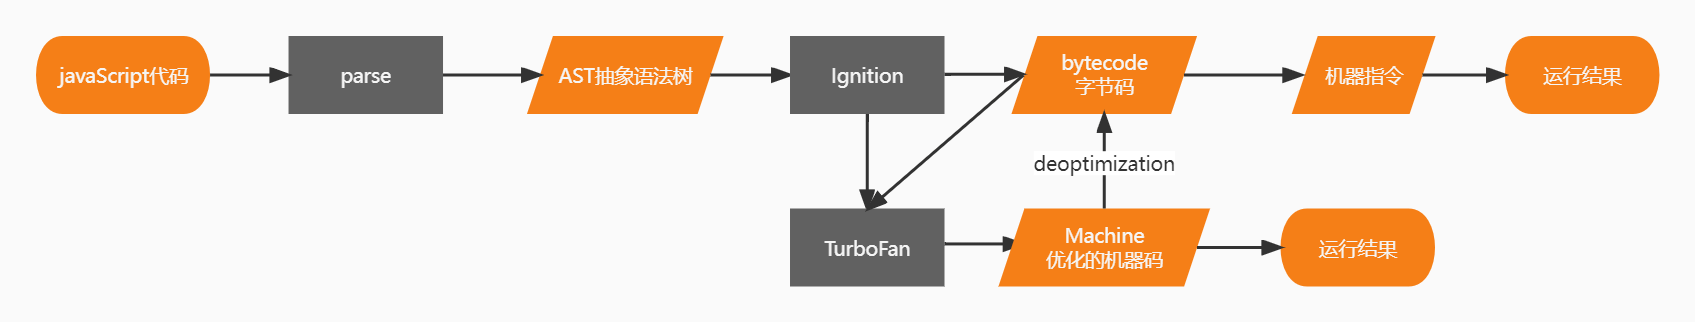 javaScript代码
parse
AST抽象语法树
Ignition
bytecode
字节码
机器指令
运行结果
deoptimization
TurboFan
Machine
优化的机器码
运行结果